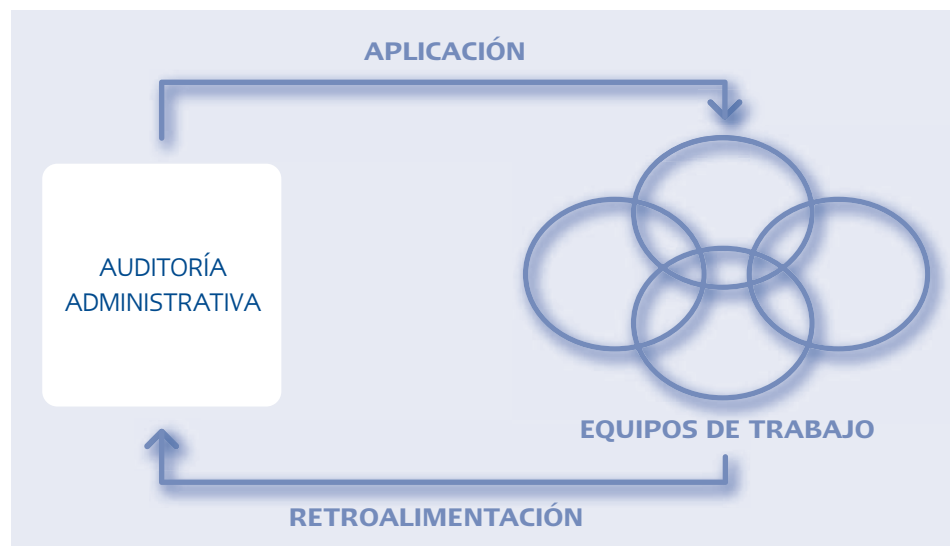 APLICACIÓN
AUDITORÍA
ADMINISTRATIVA
EQUIPOS DE TRABAJO
RETROALIMENTACIÓN